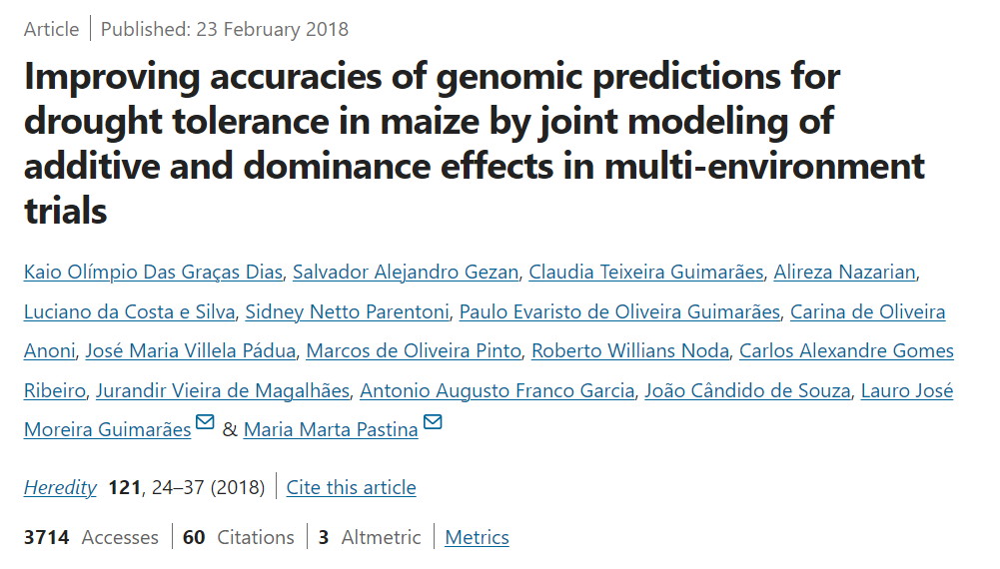 Article Published: 23 February 2018
Improving accuracies of genomic predictions for
drought tolerance in maize by joint modeling of
additive and dominance effects in multi-environment
trials
Kaio Olímpio Das Graças Dias, Salvador Alejandro Gezan, Claudia Teixeira Guimarães, Alireza Nazarian,
Luciano da Costa e Silva, Sidney Netto Parentoni, Paulo Evaristo de Oliveira Guimarães, Carina de Oliveira
Anoni, José Maria Villela Pádua, Marcos de Oliveira Pinto, Roberto Willians Noda, Carlos Alexandre Gomes
Ribeiro, Jurandir Vieira de Magalhães, Antonio Augusto Franco Garcia, João Cândido de Souza, Lauro José
Moreira Guimarães & Maria Marta Pastina
Heredity 121, 24–37 (2018) Cite this article
3714 Accesses 60 Citations 3 Altmetric Metrics